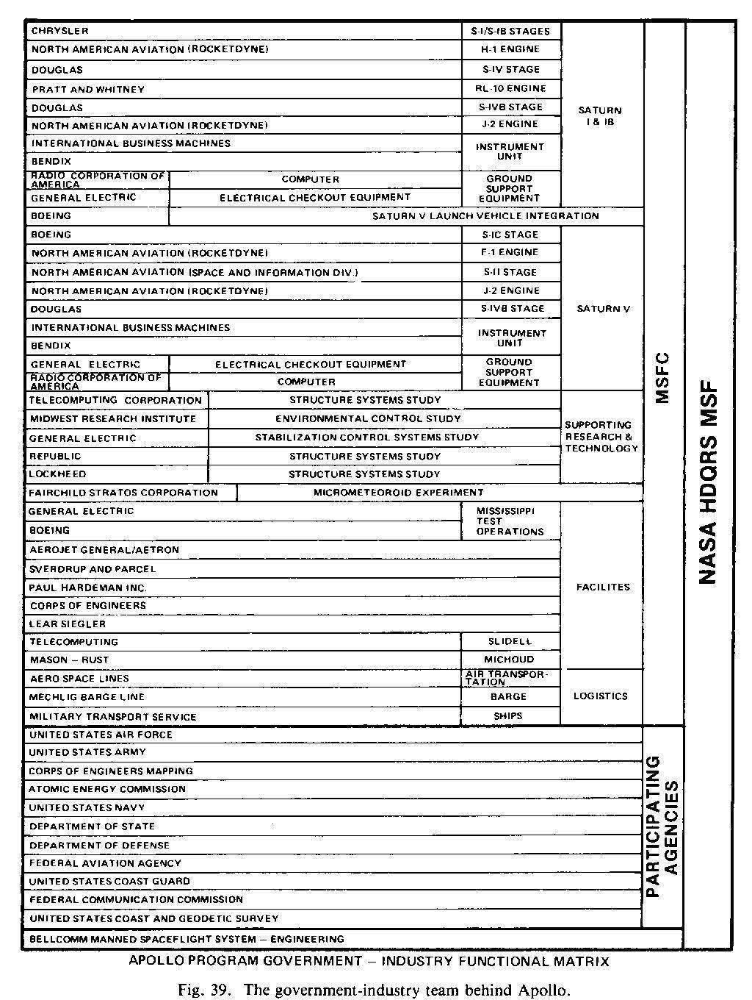 CHRYSLER S-I/S-IB STAGES
NORTH AMERICAN AVIATION (ROCKETDYNE) H-1 ENGINE
DOUGLAS S-IV STAGE
PRATT AND WHITNEY RL-10 ENGINE
DOUGLAS S-IVB STAGE
NORTH AMERICAN AVIATION (ROCKETDYNE) J-2 ENGINE
INTERNATIONAL BUSINESS MACHINES
BENDIX
INSTRUMENT
UNIT
RADIO CORPORATION OF
AMERICA
COMPUTER
GENERAL ELECTRIC ELECTRICAL CHECKOUT EQUIPMENT
GROUND
SUPPORT
EQUIPMENT
SATURN
I & IB
BOEING SATURN V LAUNCH VEHICLE INTEGRATION
BOEING S-IC STAGE
NORTH AMERICAN AVIATION (ROCKETDYNE) F-1 ENGINE
NORTH AMERICAN AVIATION (SPACE AND INFORMATION DIV.) S-II STAGE
NORTH AMERICAN AVIATION (ROCKETDYNE) J-2 ENGINE
DOUGLAS S-IVB STAGE
INTERNATIONAL BUSINESS MACHINES
BENDIX
INSTRUMENT
UNIT
GENERAL ELECTRIC ELECTRICAL CHECKOUT EQUIPMENT
RADIO CORPORATION OF
AMERICA
COMPUTER
GROUND
SUPPORT
EQUIPMENT
SATURN V
TELECOMPUTING CORPORATION STRUCTURE SYSTEMS STUDY
MIDWEST RESEARCH INSTITUTE ENVIRONMENTAL CONTROL STUDY
GENERAL ELECTRIC STABILIZATION CONTROL SYSTEMS STUDY
REPUBLIC STRUCTURE SYSTEMS STUDY
LOCKHEED STRUCTURE SYSTEMS STUDY
SUPPORTING
RESEARCH &
TECHNOLOGY
FAIRCHILD STRATOS CORPORATION MICROMETEOROID EXPERIMENT
GENERAL ELECTRIC
BOEING
MISSISSIPPI
TEST
OPERATIONS
AEROJET GENERAL/AETRON
SVERDRUP AND PARCEL
PAUL HARDEMAN INC.
CORPS OF ENGINEERS
LEAR SIEGLER
TELECOMPUTING SLIDELL
MASON – RUST MICHOUD
FACILITES
AERO SPACE LINES
AIR TRANSPOR-
TATION
MECHLIG BARGE LINE BARGE
MILITARY TRANSPORT SERVICE SHIPS
LOGISTICS
MSFC
UNITED STATES AIR FORCE
UNITED STATES ARMY
CORPS OF ENGINEERS MAPPING
ATOMIC ENERGY COMMISSION
UNITED STATES NAVY
DEPARTMENT OF STATE
DEPARTMENT OF DEFENSE
FEDERAL AVIATION AGENCY
UNITED STATES COAST GUARD
FEDERAL COMMUNICATION COMMISSION
UNITED STATES COAST AND GEODETIC SURVEY
PARTICIPATING
AGENCIES
BELLCOMM MANNED SPACEFLIGHT SYSTEM – ENGINEERING
NASA HDQRS MSF
APOLLO PROGRAM GOVERNMENT – INDUSTRY FUNCTIONAL MATRIX
Fig. 39. The government-industry team behind Apollo.